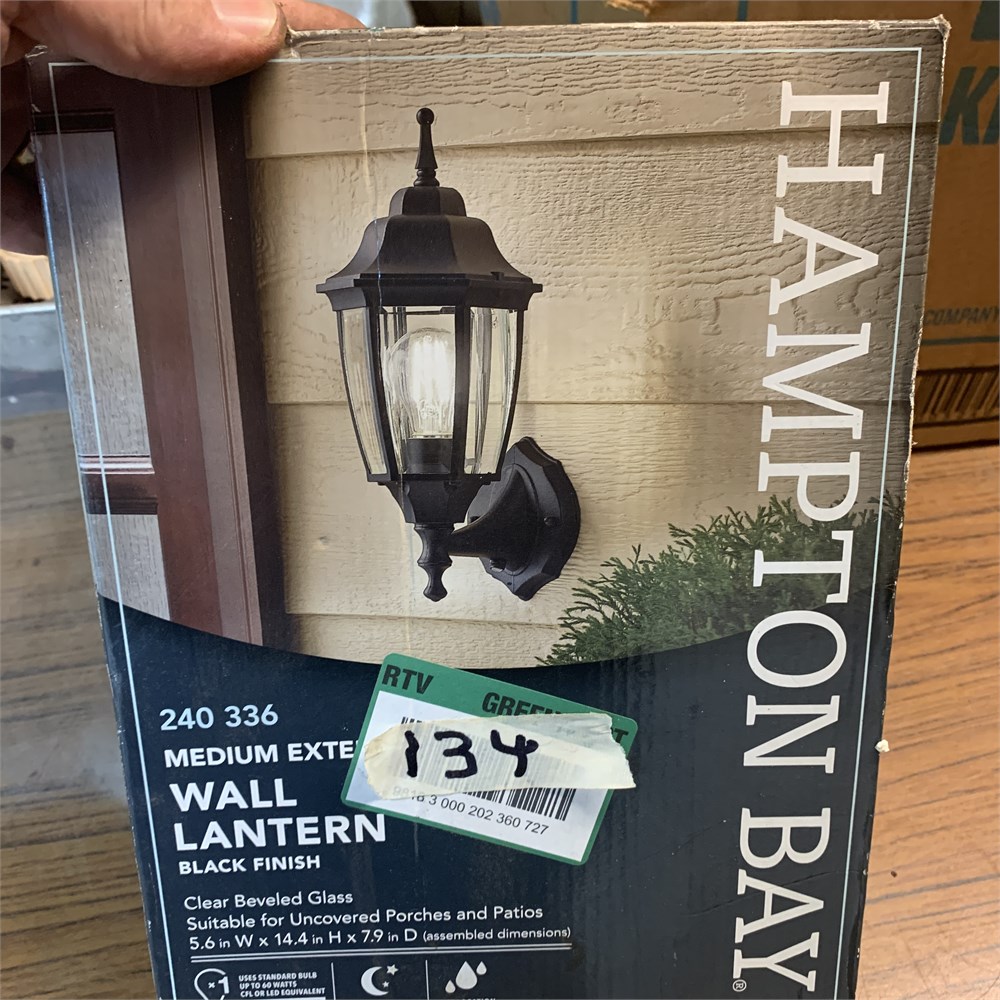 HAMPTON BAY®
240 336
MEDIUM
WALL
LANTERN
BLACK FINISH
Clear Beveled Glass
Suitable for Uncovered Porches and Patios
5.6 in W x 14.4 in H x 7.9 in D (assembled dimensions)
x1
USES STANDARD BULB
UP TO 60 WATTS
CFL OR LED EQUIVALENT
RTV
134
3 000 202 360 727
COMPANY